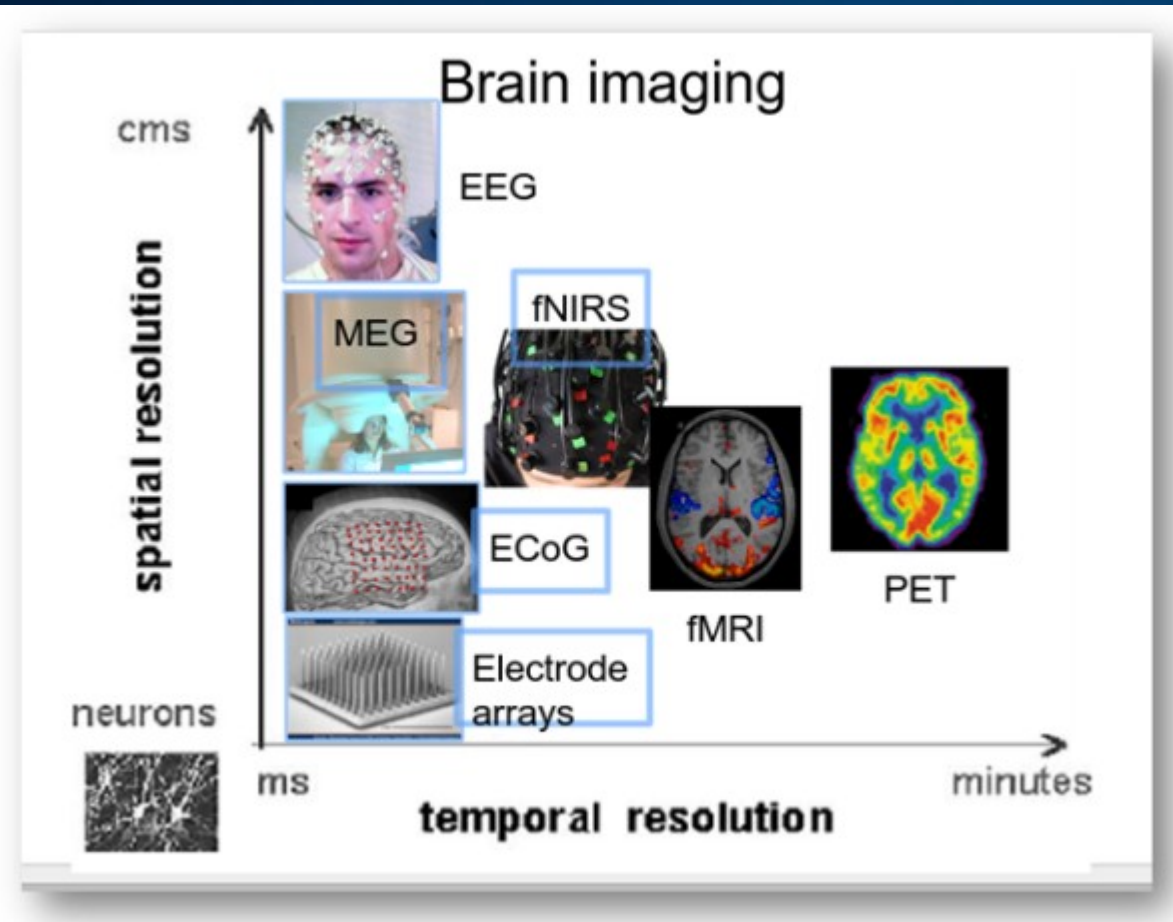 Brain imaging
cms
EEG
spatial resolution
MEG
fNIRS
ECoG
PET
fMRI
Electrode
arrays
neurons
ms
minutes
temporal resolution